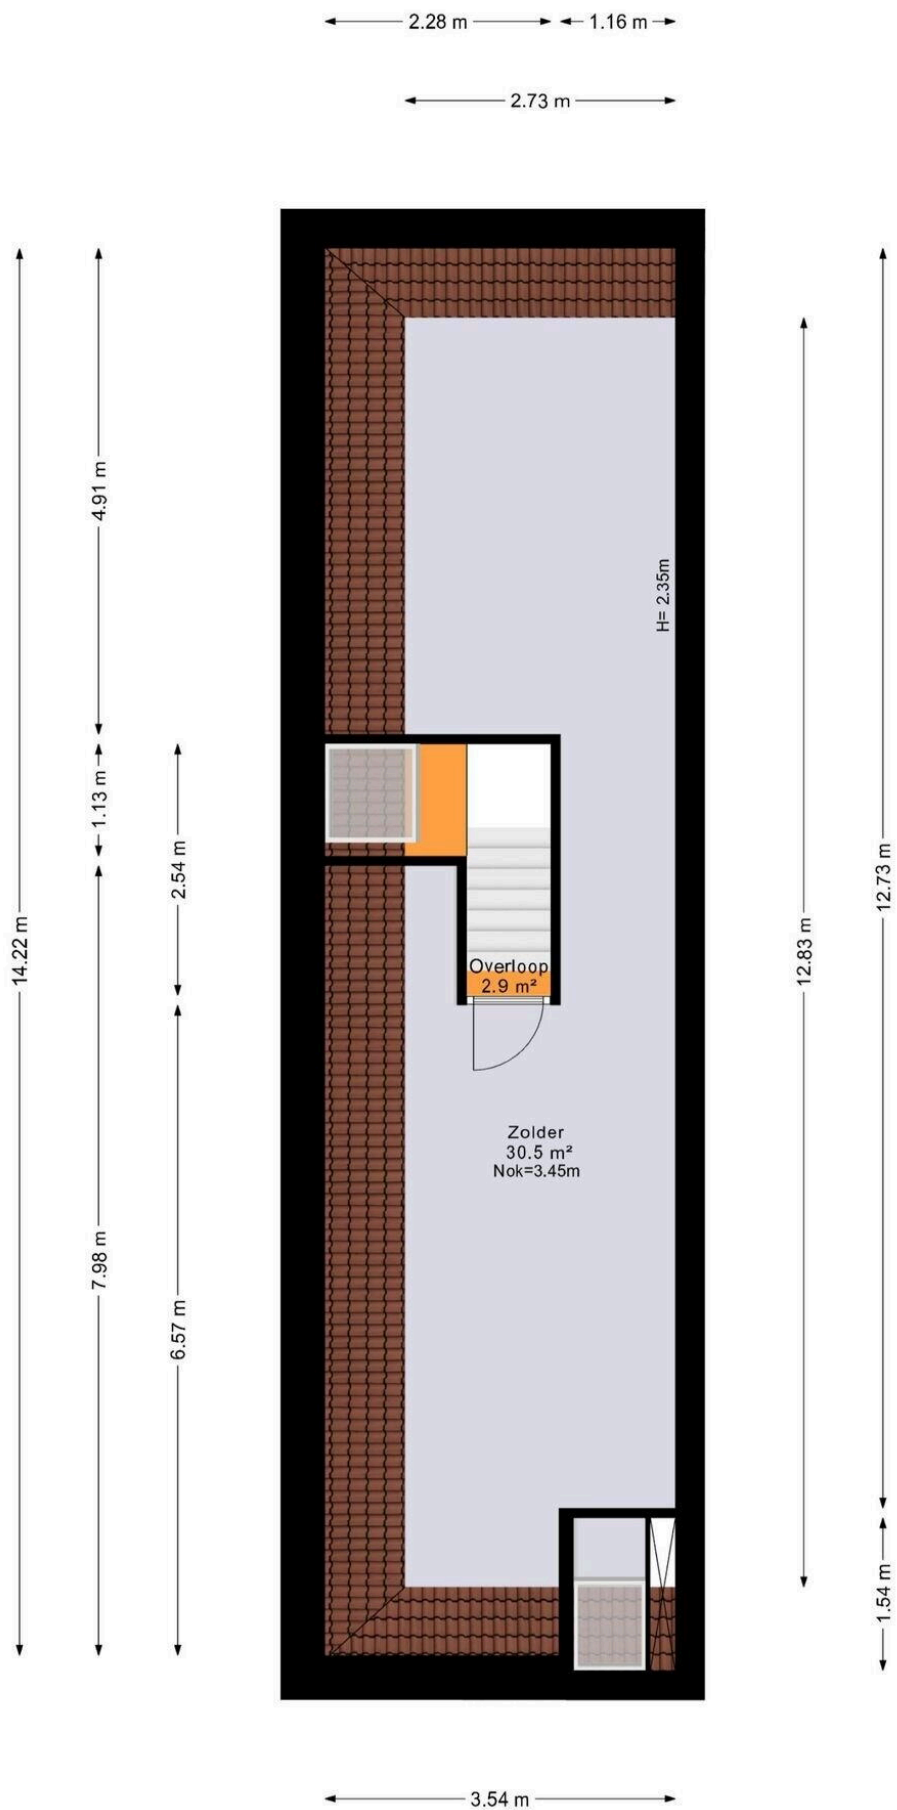 2.28 m
1.16 m
2.73 m
4.91 m
H= 2.35m
1.13 m
2.54 m
12.73 m
14.22 m
12.83 m
Overloop
2.9 m²
Zolder
30.5 m²
Nok=3.45m
7.98 m
6.57 m
1.54 m
3.54 m